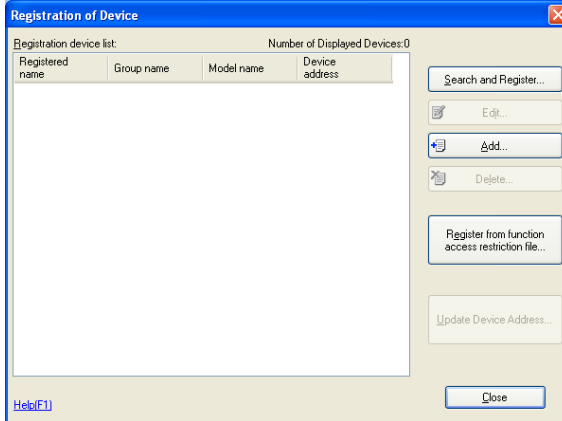 Registration of Device
Registration device list:
Number of Displayed Devices:0
Registered name
Group name
Model name
Device address
Search and Register...
Edit...
Add...
Delete...
Register from function
access restriction file...
Update Device Address...
Help(F1)
Close